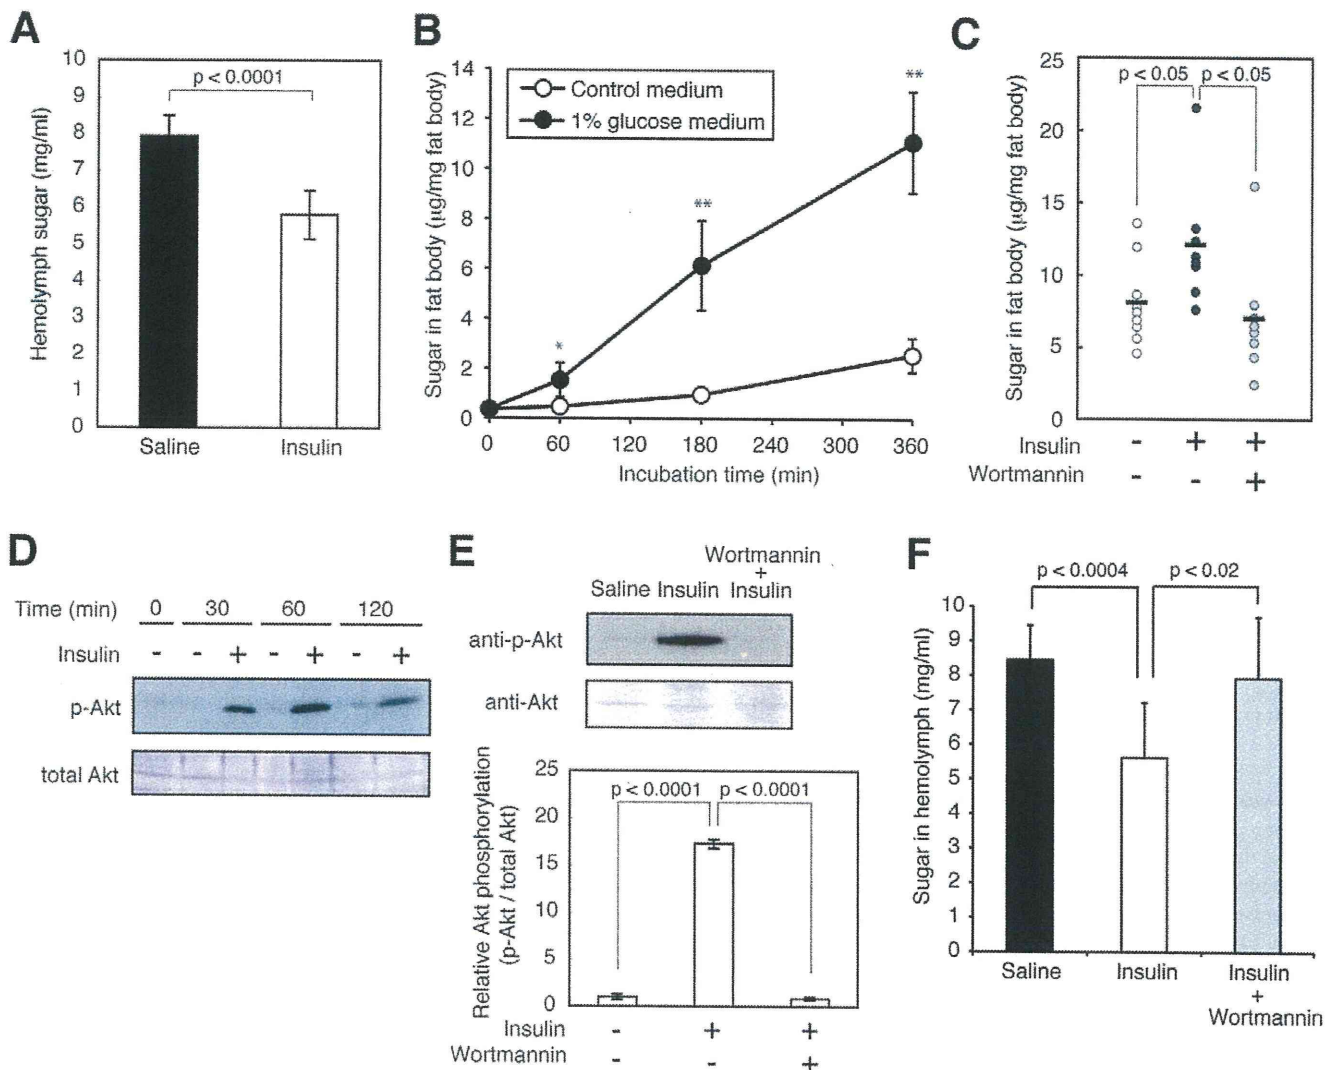 A
Hemolymph sugar (mg/ml)
10
9
8
7
6
5
4
3
2
1
0
p < 0.0001
Saline Insulin
B
Sugar in fat body (µg/mg fat body)
14
12
10
8
6
4
2
0
Control medium
1% glucose medium
*
**
**
0 60 120 180 240 300 360
Incubation time (min)
C
Sugar in fat body (µg/mg fat body)
25
20
15
10
5
0
p < 0.05 p < 0.05
Insulin - + +
Wortmannin - - +
D
Time (min) 0 30 60 120
Insulin - - + - + - +
p-Akt
total Akt
E
Wortmannin
+
Saline Insulin Insulin
anti-p-Akt
anti-Akt
Relative Akt phosphorylation
(p-Akt / total Akt)
25
20
15
10
5
0
p < 0.0001 p < 0.0001
Insulin - + +
Wortmannin - - +
F
Sugar in hemolymph (mg/ml)
10
9
8
7
6
5
4
3
2
1
0
p < 0.0004 p < 0.02
Saline Insulin Insulin
+
Wortmannin